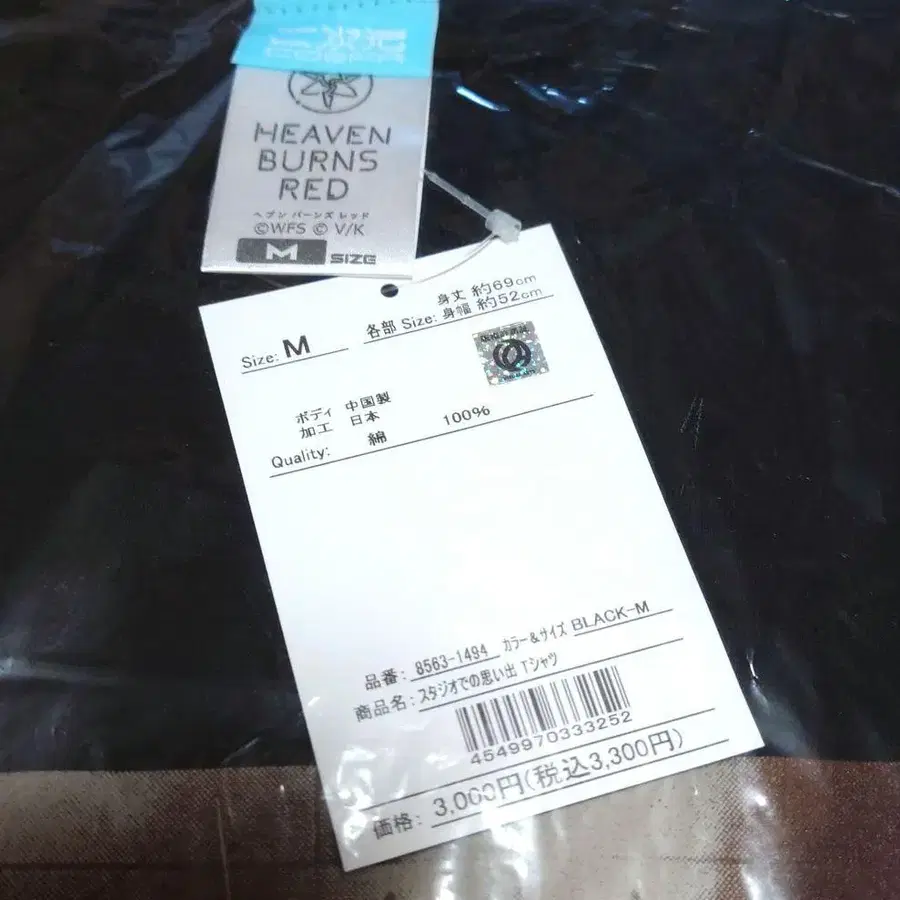 HEAVEN
BURNS
RED
ヘブン バーンズ レッド
©WFS © V/K
M SIZE
Size: M 各部 Size: 身丈 約69cm
身幅 約52cm
ボディ 中国製
加工 日本
Quality: 綿 100%
品番: 8563-1494 カラー&サイズ BLACK-M
商品名: スタジオでの思い出 Tシャツ
4549970333252
価格: 3,000円(税込3,300円)